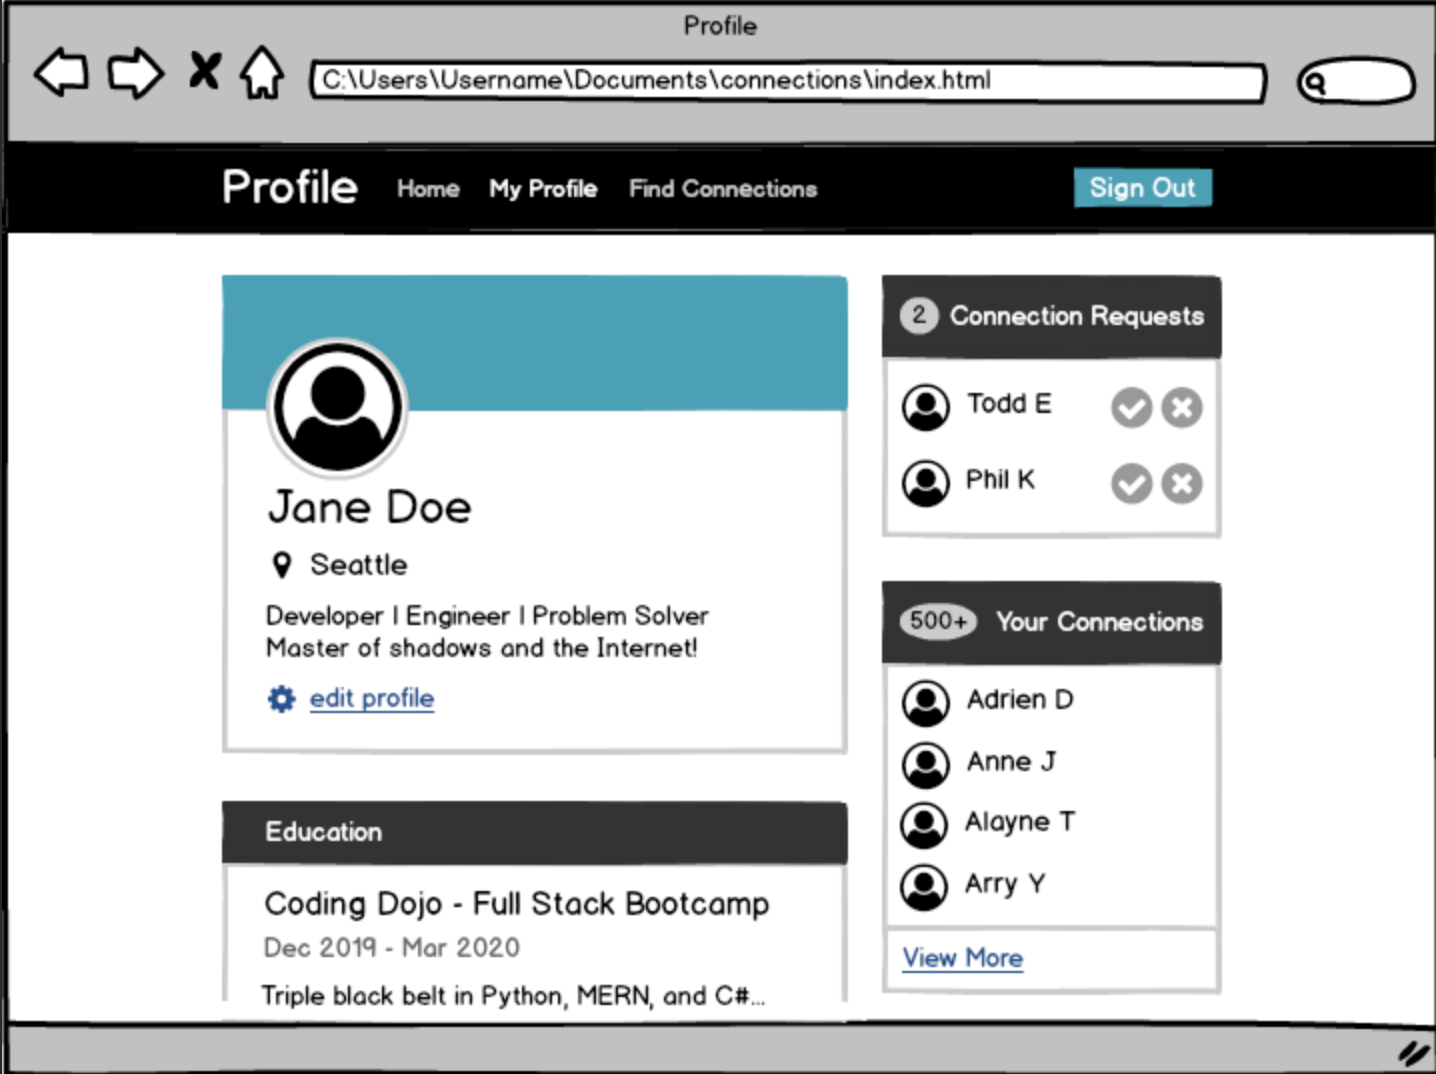 Profile
C:\Users\Username\Documents\connections\index.html
Profile Home My Profile Find Connections Sign Out
Jane Doe
Seattle
Developer | Engineer | Problem Solver
Master of shadows and the Internet!
edit profile
Education
Coding Dojo - Full Stack Bootcamp
Dec 2019 - Mar 2020
Triple black belt in Python, MERN, and C#...
2 Connection Requests
Todd E
Phil K
500+ Your Connections
Adrien D
Anne J
Alayne T
Arry Y
View More